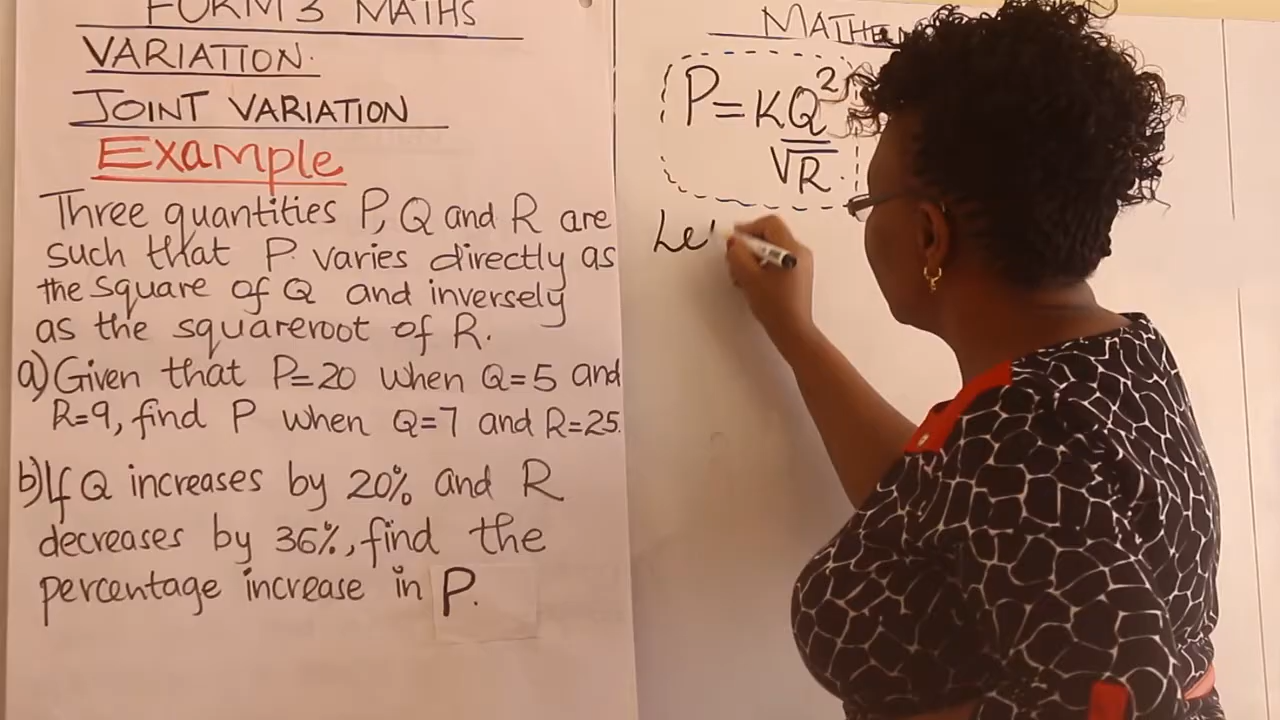 FORM 3 MATHS
VARIATION.
JOINT VARIATION
Example
Three quantities P, Q and R are
such that P varies directly as
the square of Q and inversely
as the squareroot of R.
a) Given that P=20 when Q=5 and
R=9, find P when Q=7 and R=25.
b) If Q increases by 20% and R
decreases by 36%, find the
percentage increase in P.
P=KQ²
√R.